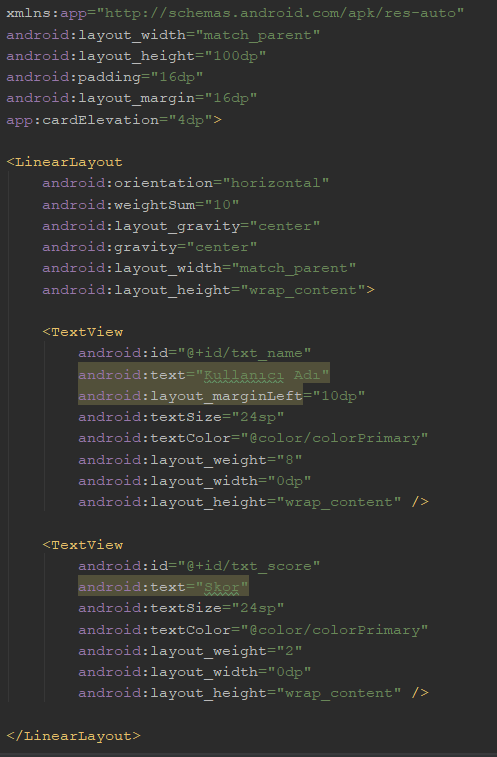 xmlns:app="http://schemas.android.com/apk/res-auto"
android:layout_width="match_parent"
android:layout_height="100dp"
android:padding="16dp"
android:layout_margin="16dp"
app:cardElevation="4dp">
<LinearLayout
android:orientation="horizontal"
android:weightSum="10"
android:layout_gravity="center"
android:gravity="center"
android:layout_width="match_parent"
android:layout_height="wrap_content">
<TextView
android:id="@+id/txt_name"
android:text="Kullanıcı Adı"
android:layout_marginLeft="10dp"
android:textSize="24sp"
android:textColor="@color/colorPrimary"
android:layout_weight="8"
android:layout_width="0dp"
android:layout_height="wrap_content" />
<TextView
android:id="@+id/txt_score"
android:text="Skor"
android:textSize="24sp"
android:textColor="@color/colorPrimary"
android:layout_weight="2"
android:layout_width="0dp"
android:layout_height="wrap_content" />
</LinearLayout>